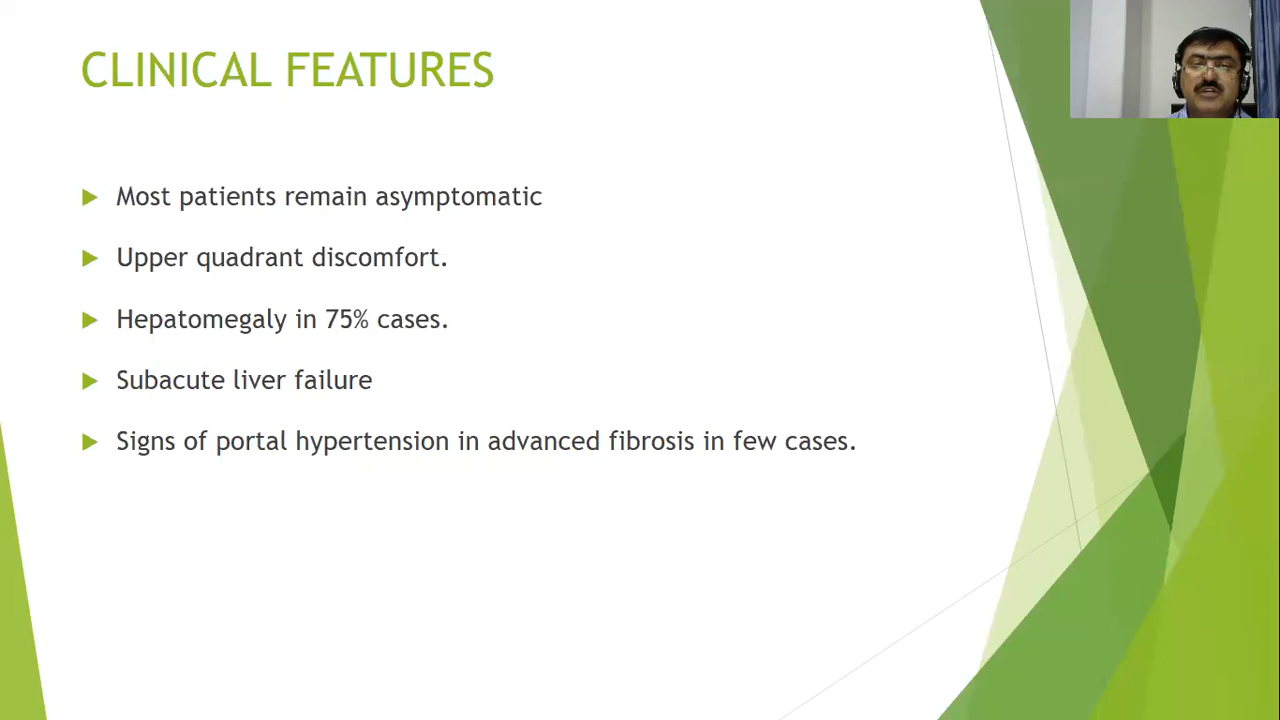 CLINICAL FEATURES
Most patients remain asymptomatic
Upper quadrant discomfort.
Hepatomegaly in 75% cases.
Subacute liver failure
Signs of portal hypertension in advanced fibrosis in few cases.